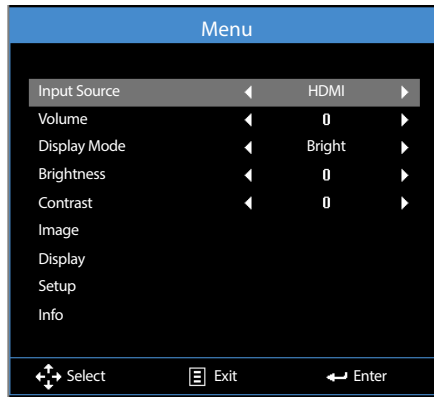 Menu
Input Source HDMI
Volume 0
Display Mode Bright
Brightness 0
Contrast 0
Image
Display
Setup
Info
Select Exit Enter